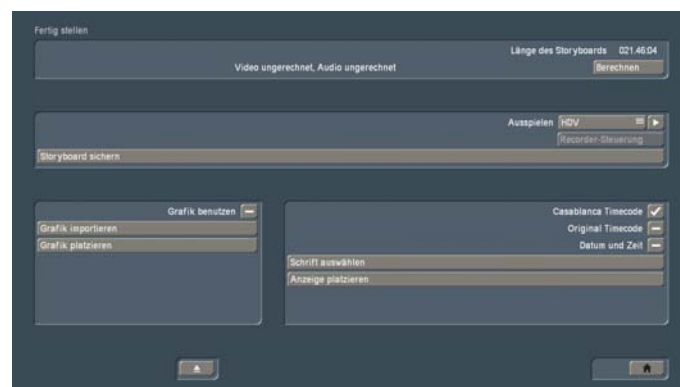 Fertig stellen
Länge des Storyboards 021.46:04
Video ungerechnet, Audio ungerechnet
Berechnen
Ausspielen HDV
Recorder-Steuerung
Storyboard sichern
Grafik benutzen
Grafik importieren
Grafik platzieren
Casablanca Timecode
Original Timecode
Datum und Zeit
Schrift auswählen
Anzeige platzieren